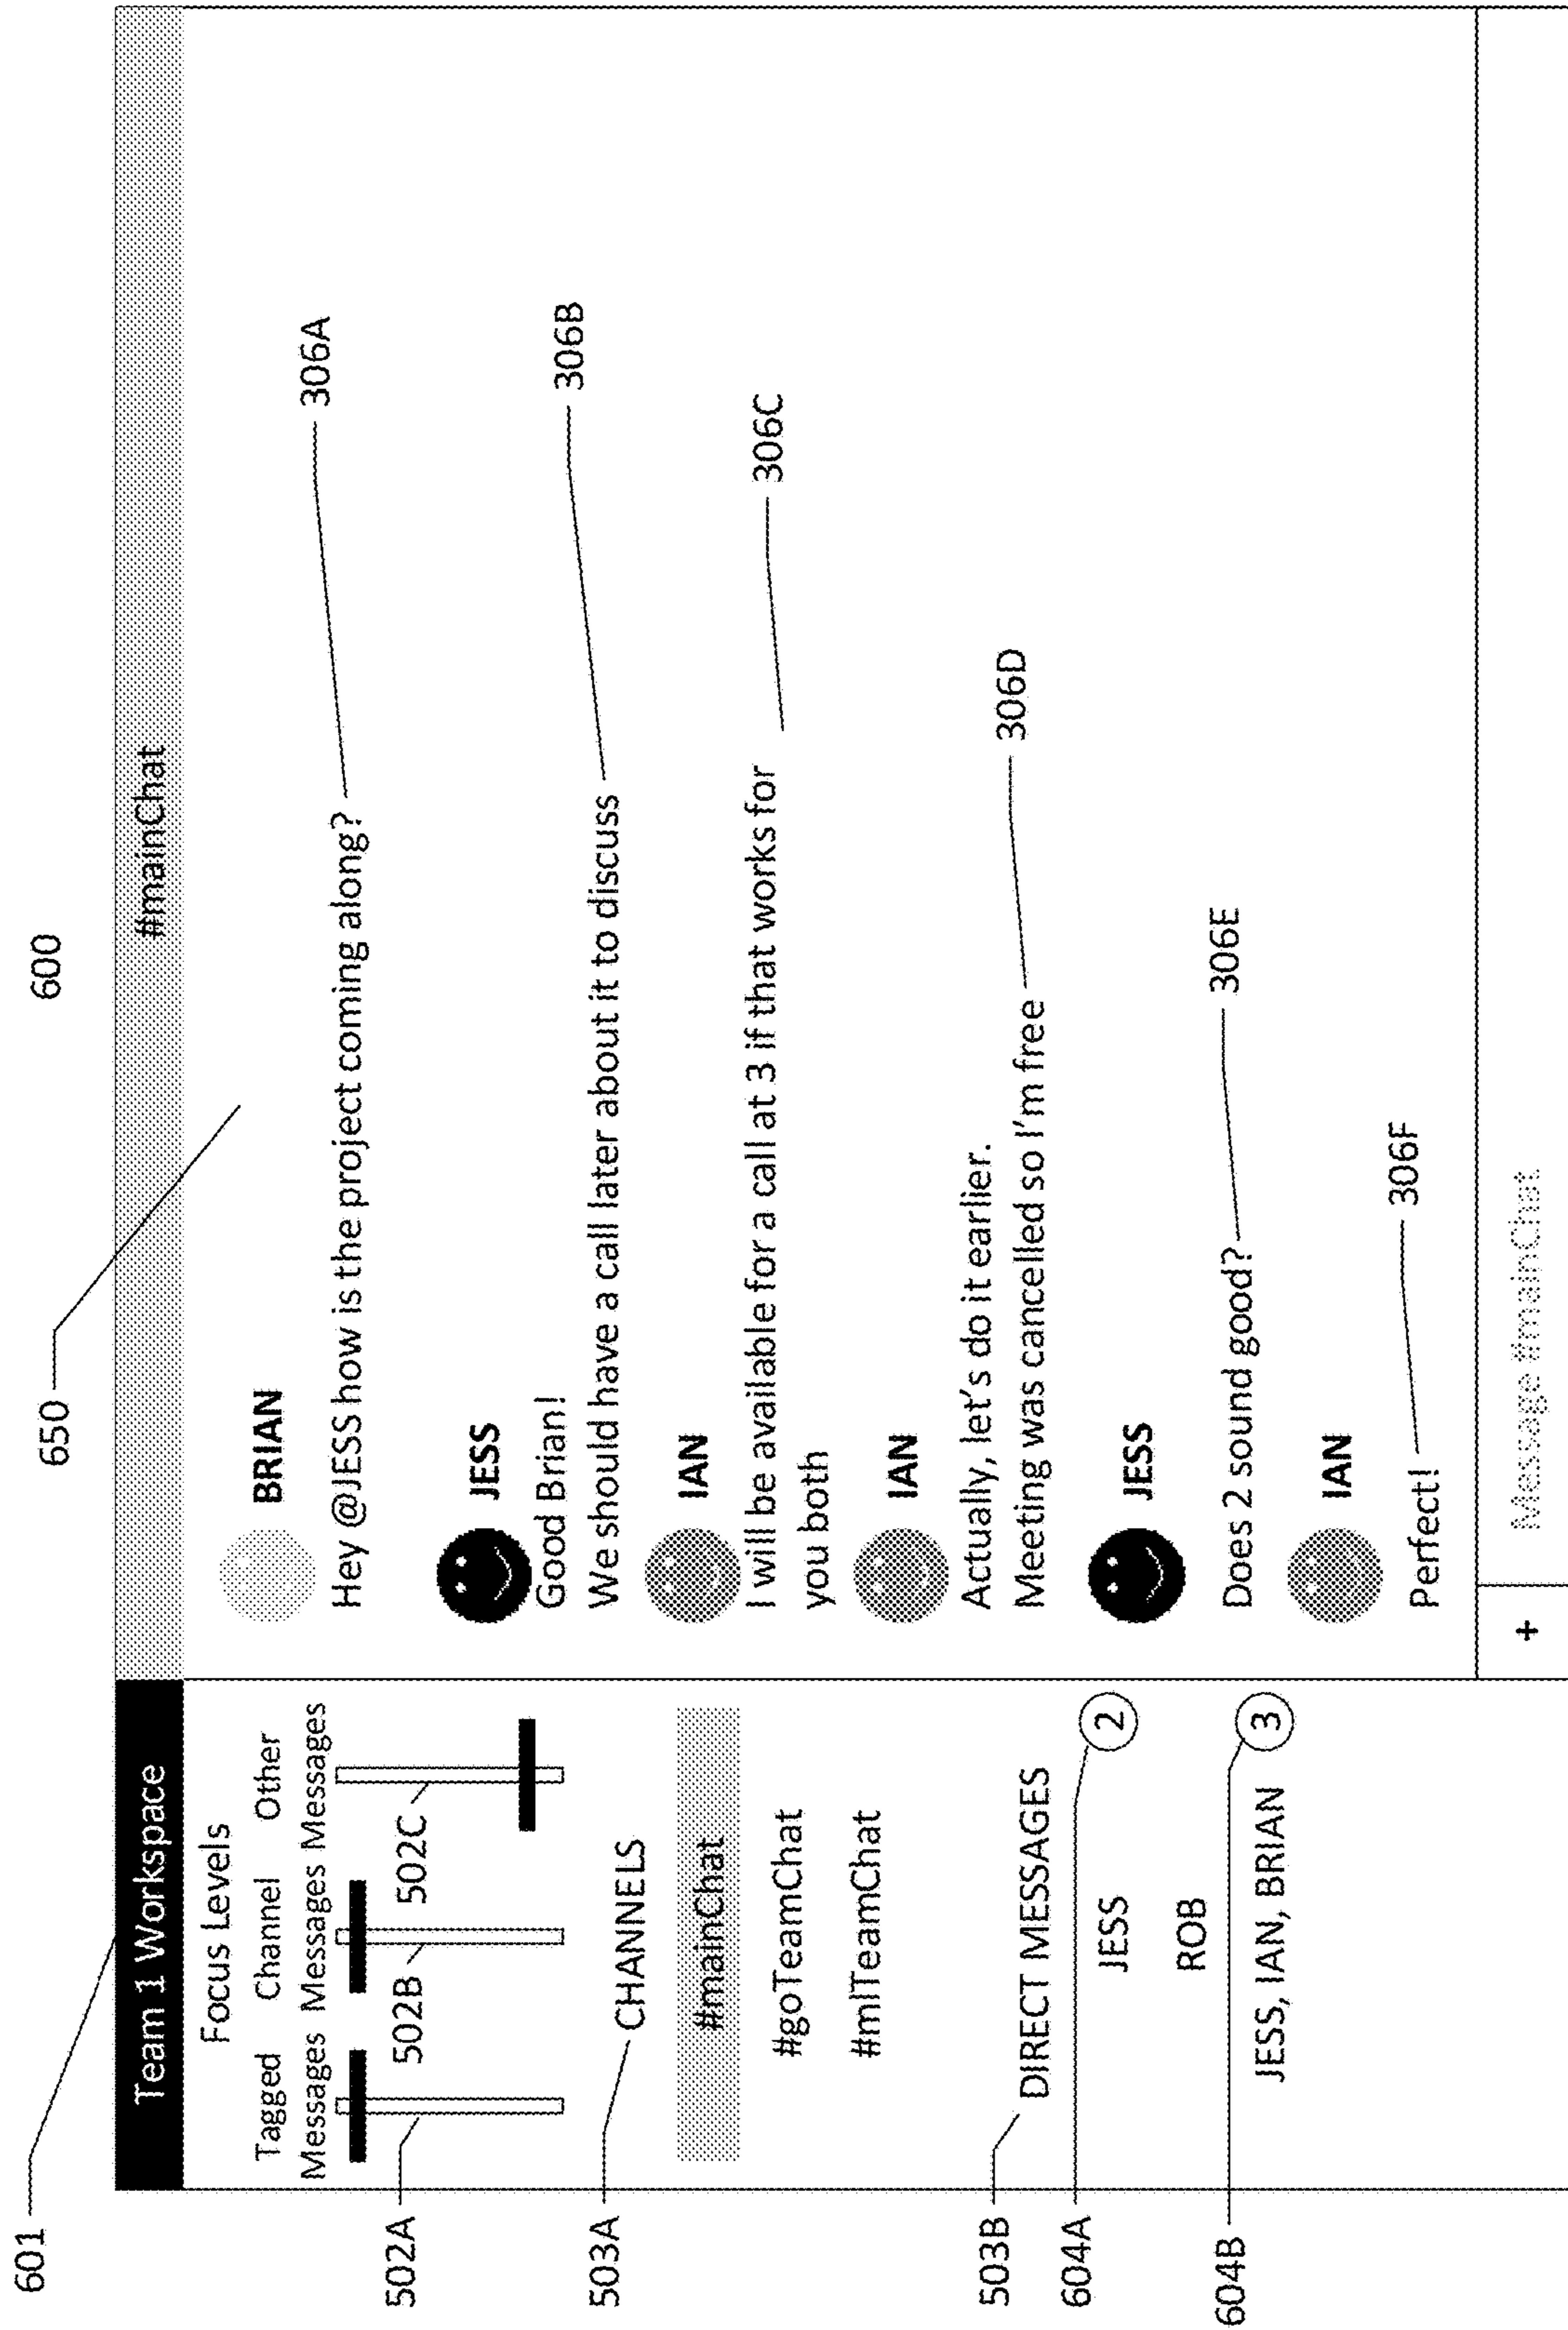 600
601
650
Team 1 Workspace
#mainChat
Focus Levels
Tagged Channel Other
Messages Messages Messages
502A
502B
502C
503A
CHANNELS
#mainChat
#goTeamChat
#mlTeamChat
503B
DIRECT MESSAGES
604A
JESS 2
ROB
604B
JESS, IAN, BRIAN 3
BRIAN
Hey @JESS how is the project coming along? 306A
JESS
Good Brian!
We should have a call later about it to discuss 306B
IAN
I will be available for a call at 3 if that works for 306C
you both
IAN
Actually, let's do it earlier.
Meeting was cancelled so I'm free 306D
JESS
Does 2 sound good? 306E
IAN
Perfect! 306F
+ Message #mainChat